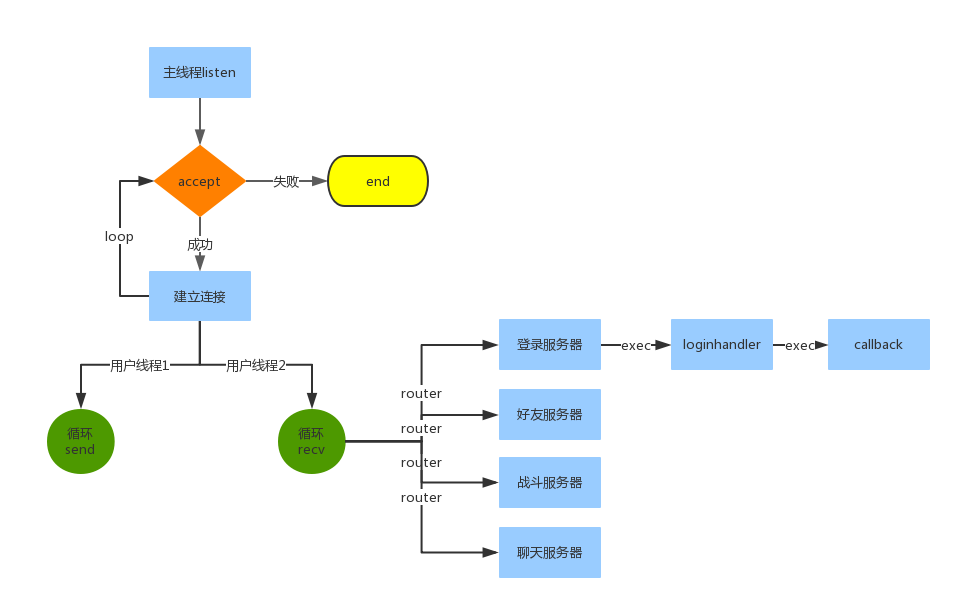 主线程listen
accept
失败
end
loop
成功
建立连接
用户线程1
用户线程2
循环
send
循环
recv
router
router
router
router
登录服务器
exec
loginhandler
exec
callback
好友服务器
战斗服务器
聊天服务器